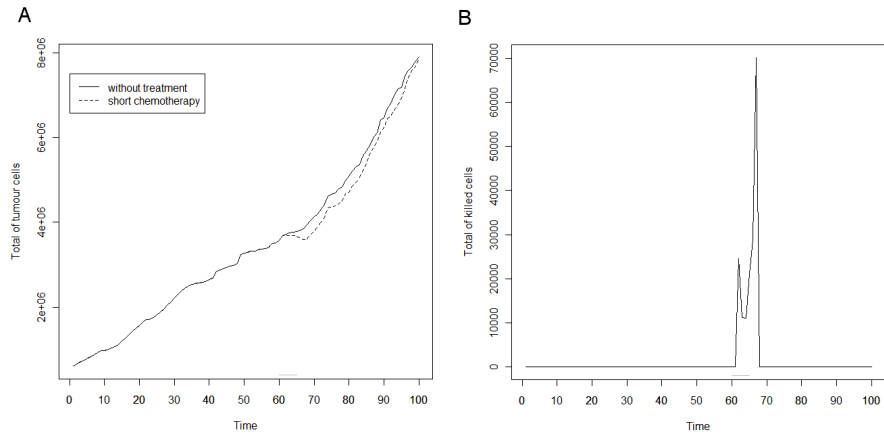 A
8e+06
6e+06
4e+06
2e+06
Total of tumour cells
without treatment
short chemotherapy
0 10 20 30 40 50 60 70 80 90 100
Time
B
70000
60000
50000
40000
30000
20000
10000
0
Total of killed cells
0 10 20 30 40 50 60 70 80 90 100
Time